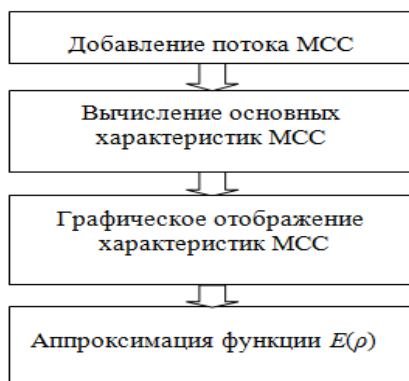 Добавление потока МСС
Вычисление основных
характеристик МСС
Графическое отображение
характеристик МСС
Аппроксимация функции E(ρ)